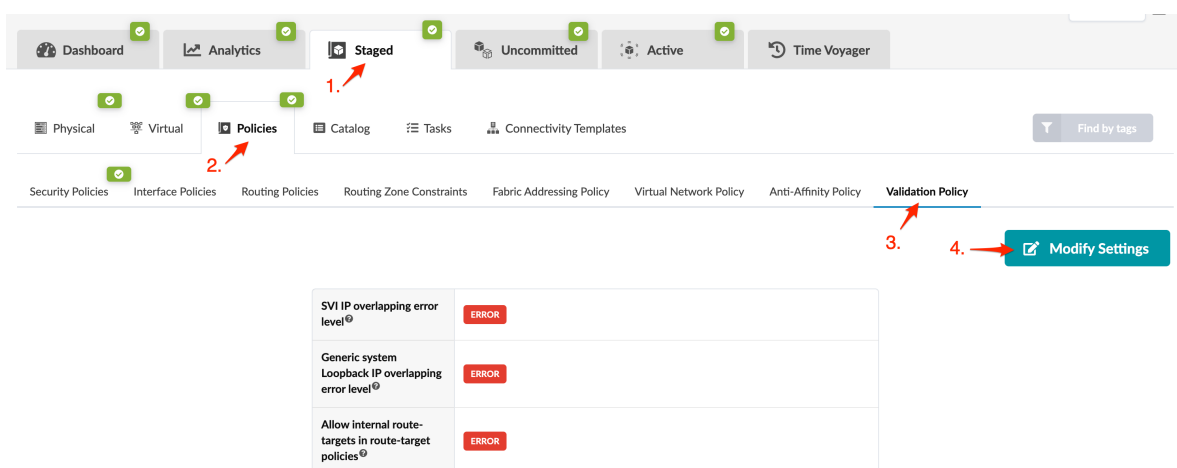 Dashboard
Analytics
Staged
Uncommitted
Active
Time Voyager
1.
Physical
Virtual
Policies
Catalog
Tasks
Connectivity Templates
Find by tags
2.
Security Policies
Interface Policies
Routing Policies
Routing Zone Constraints
Fabric Addressing Policy
Virtual Network Policy
Anti-Affinity Policy
Validation Policy
3.
4.
Modify Settings
SVI IP overlapping error
level
ERROR
Generic system
Loopback IP overlapping
error level
ERROR
Allow internal route-
targets in route-target
policies
ERROR